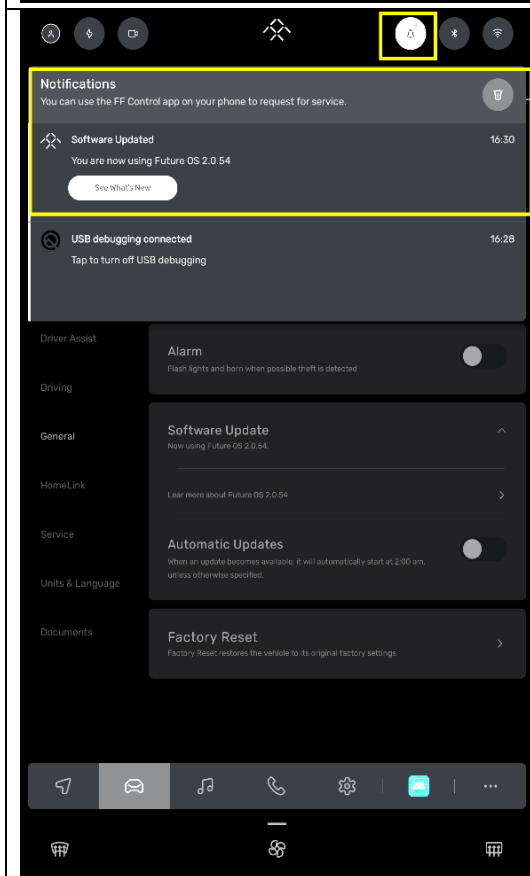 Notifications
You can use the FF Control app on your phone to request for service.
Software Updated
16:30
You are now using Future OS 2.0.54
See What's New
USB debugging connected
16:28
Tap to turn off USB debugging
Driver Assist
Alarm
Flash lights and horn when possible theft is detected
Driving
General
Software Update
Now using Future OS 2.0.54.
HomeLink
Lear more about Future OS 2.0.54
Service
Automatic Updates
When an update becomes available, it will automatically start at 2:00 am,
unless otherwise specified.
Units & Language
Documents
Factory Reset
Factory Reset restores the vehicle to its original factory settings